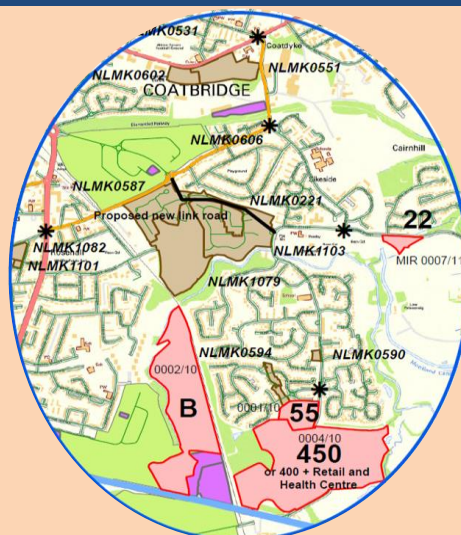 NLMK0531
Coatdyke
NLMK0602
NLMK0551
COATBRIDGE
NLMK0606
Cairnhill
Sikeside
NLMK0587
NLMK0221
Proposed new link road
22
NLMK1082
NLMK1103
NLMK1101
MIR 0007/11
NLMK1079
NLMK0594
NLMK0590
0002/10
B
0001/10
55
0004/10
450
or 400 + Retail and
Health Centre